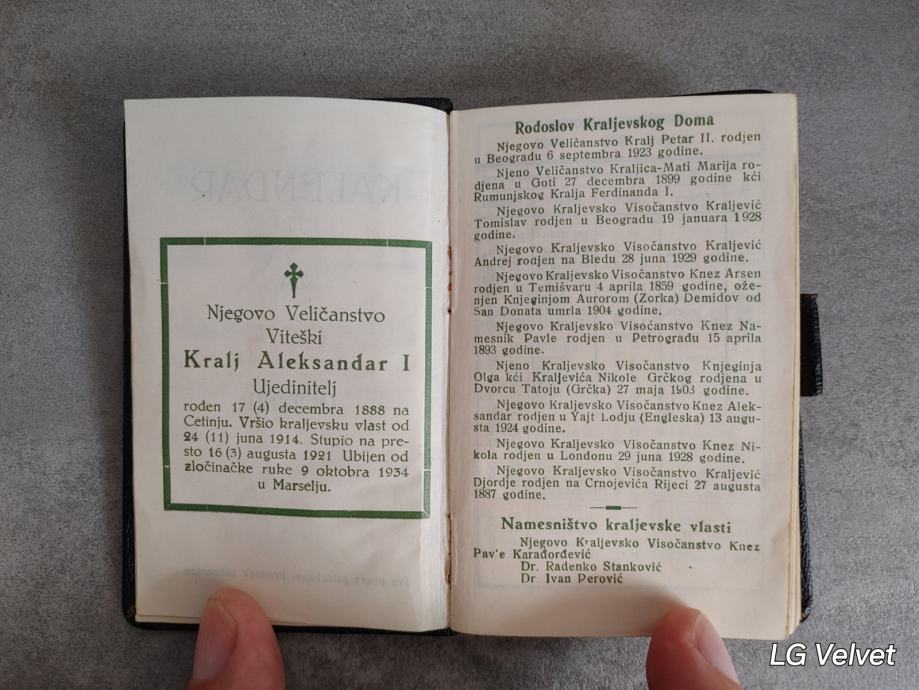 Njegovo Veličanstvo
Viteški
Kralj Aleksandar I
Ujedinitelj
rođen 17 (4) decembra 1888 na
Cetinju. Vršio kraljevsku vlast od
24 (11) juna 1914. Stupio na pre-
sto 16 (3) augusta 1921 Ubijen od
zločinačke ruke 9 oktobra 1934
u Marselju.
Rodoslov Kraljevskog Doma
Njegovo Veličanstvo Kralj Petar II. rodjen
u Beogradu 6 septembra 1923 godine.
Njeno Veličanstvo Kraljica-Mati Marija ro-
djena u Goti 27 decembra 1899 godine kći
Rumunjskog Kralja Ferdinanda I.
Njegovo Kraljevsko Visočanstvo Kraljević
Tomislav rodjen u Beogradu 19 januara 1928
godine.
Njegovo Kraljevsko Visočanstvo Kraljević
Andrej rodjen na Bledu 28 juna 1929 godine.
Njegovo Kraljevsko Visočanstvo Knez Arsen
rodjen u Temišvaru 4 aprila 1859 godine, ože-
njen Knjeginjom Aurorom (Zorka) Demidov od
San Donata umrla 1904 godine.
Njegovo Kraljevsko Visoćanstvo Knez Na-
mesnik Pavle rodjen u Petrogradu 15 aprila
1893 godine.
Njeno Kraljevsko Visočanstvo Knjeginja
Olga kći Kraljevića Nikole Grčkog rodjena u
Dvorcu Tatoju (Grčka) 27 maja 1903 godine.
Njegovo Kraljevsko Visočanstvo Knez Alek-
sandar rodjen u Yajt Lodju (Engleska) 13 augu-
sta 1924 godine.
Njegovo Kraljevsko Visočanstvo Knez Ni-
kola rodjen u Londonu 29 juna 1928 godine.
Njegovo Kraljevsko Visočanstvo Kraljević
Djordje rodjen na Crnojevića Rijeci 27 augusta
1887 godine.
Namesništvo kraljevske vlasti
Njegovo Kraljevsko Visočanstvo Knez
Pav'e Karađorđević
Dr. Radenko Stanković
Dr Ivan Perović
LG Velvet